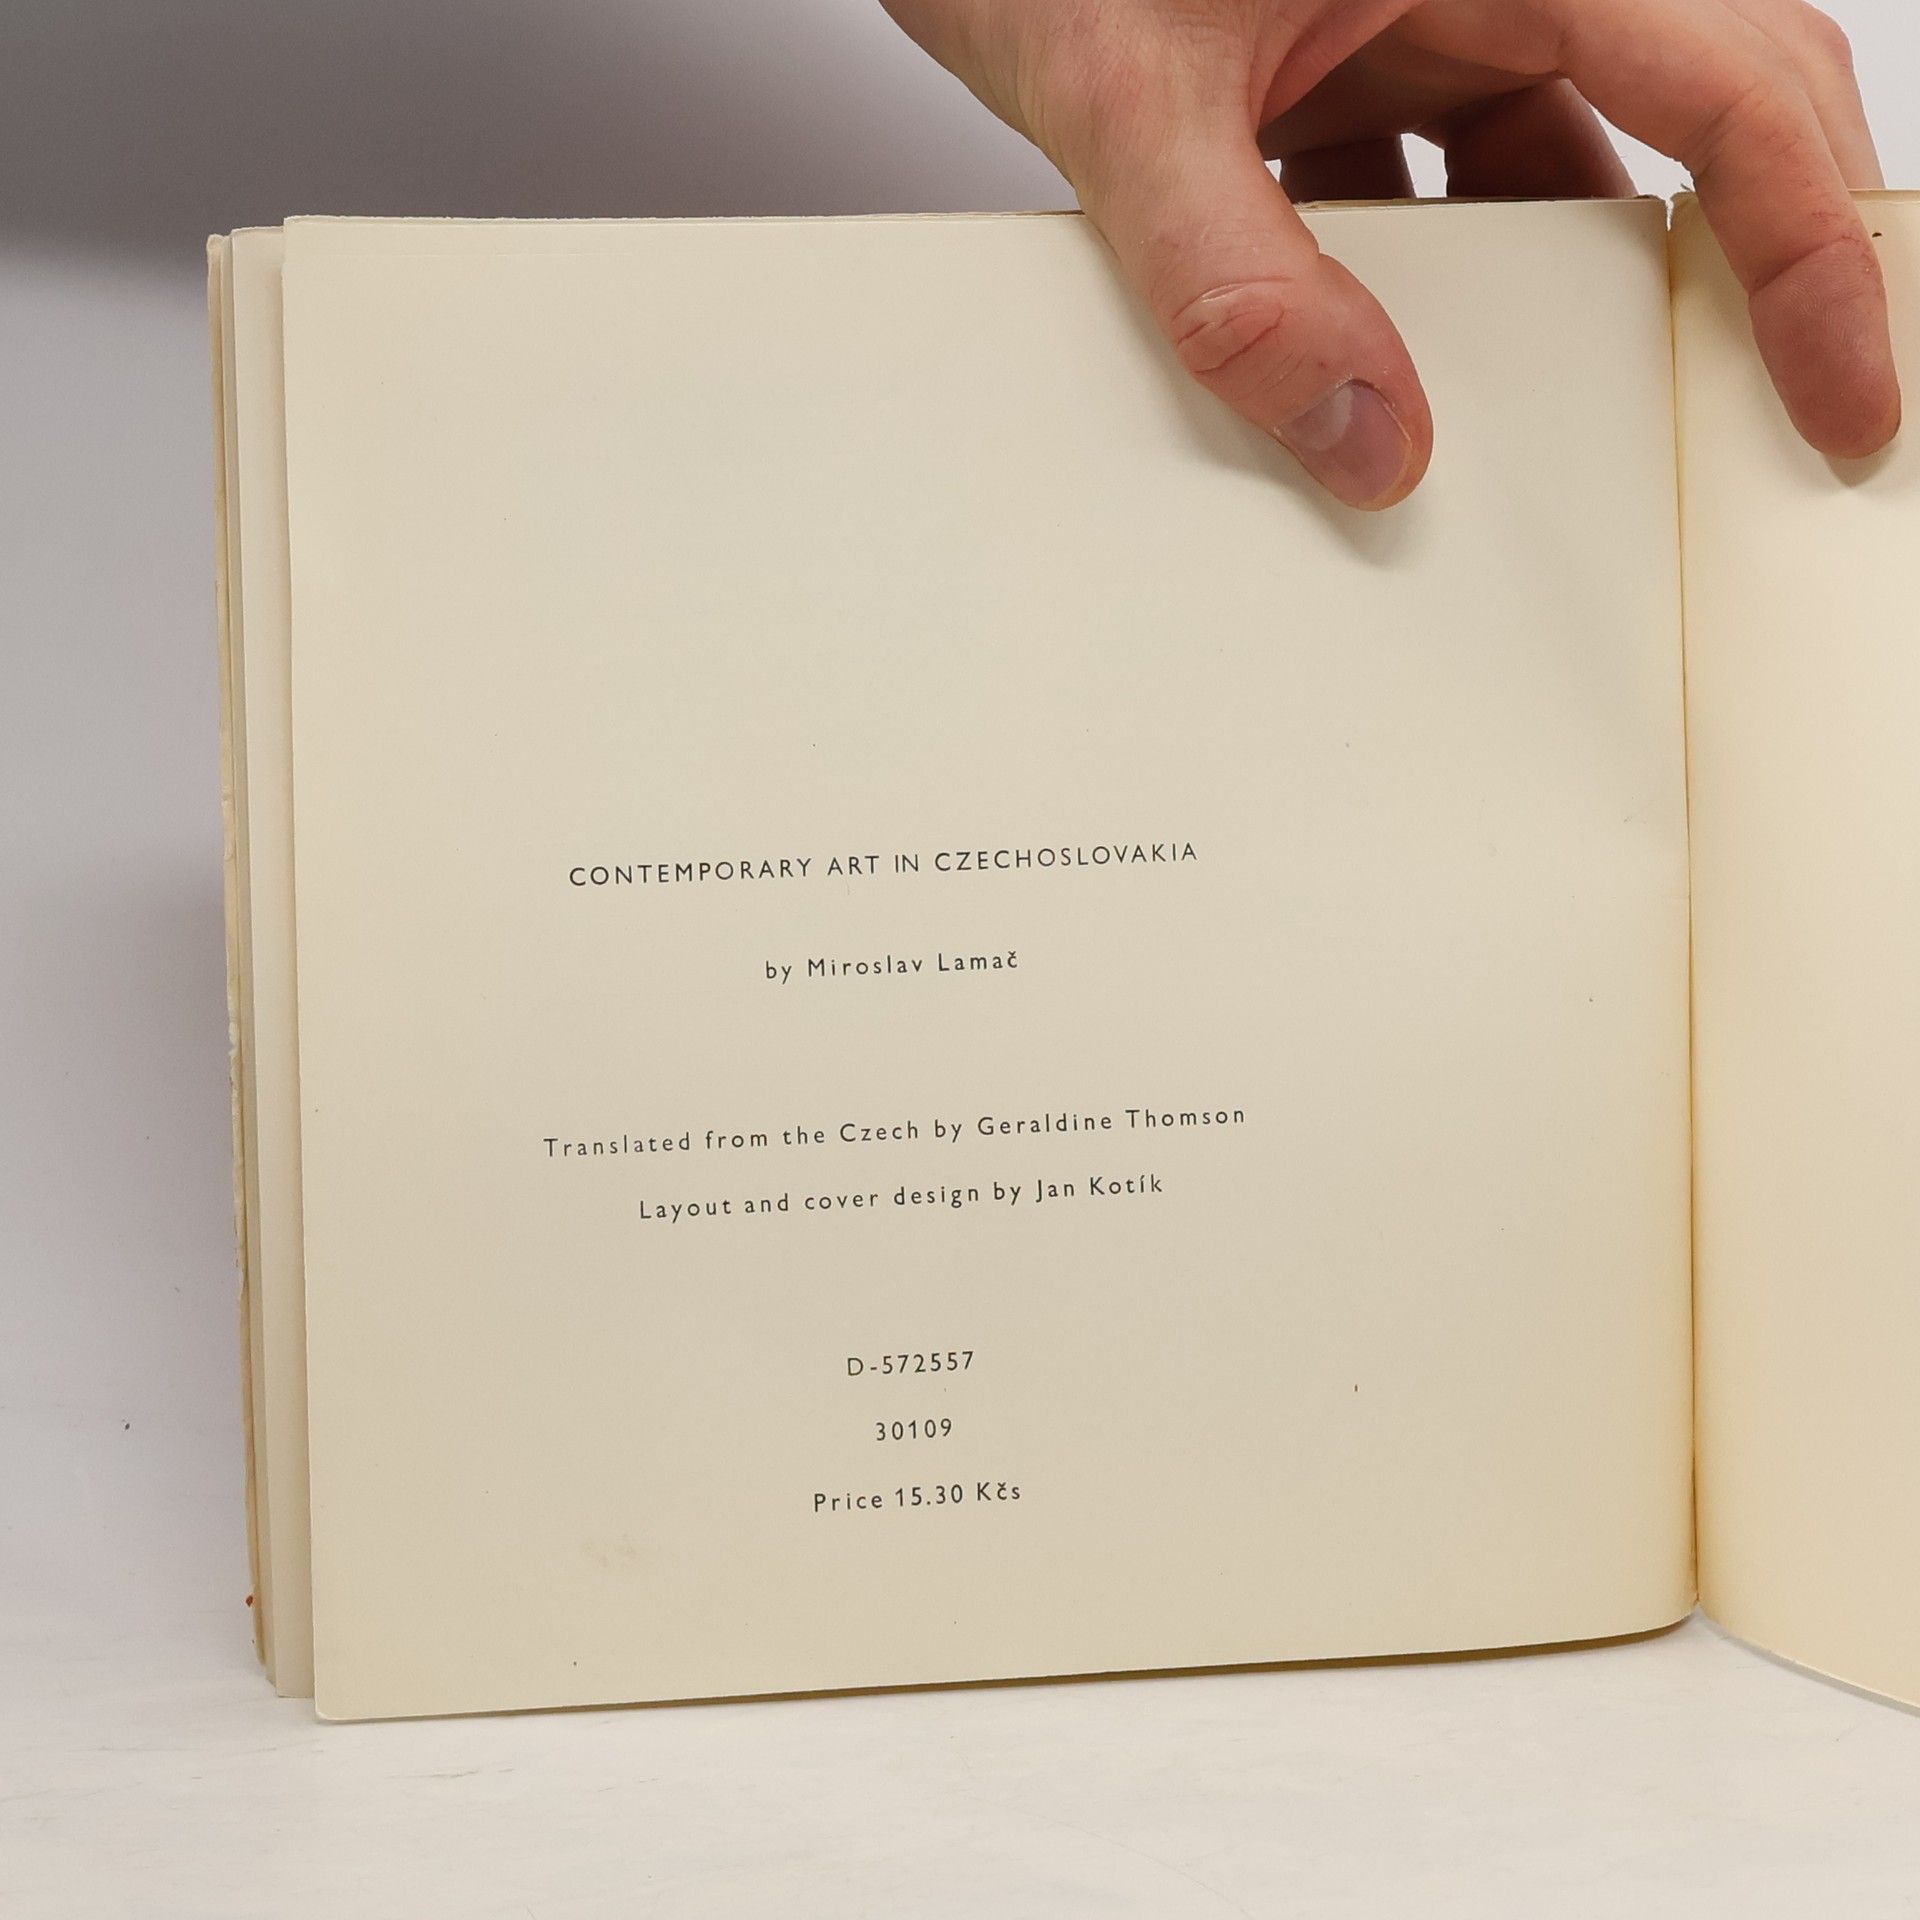 CONTEMPORARY ART IN CZECHOSLOVAKIA
by Miroslav Lamač
Translated from the Czech by Geraldine Thomson
Layout and cover design by Jan Kotík
D-572557
30109
Price 15.30 Kčs